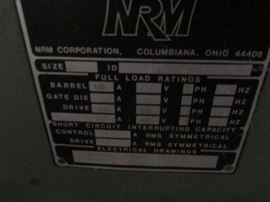 NRM
NRM CORPORATION, COLUMBIANA, OHIO 44408
SIZE ID
FULL LOAD RATINGS
BARREL A V PH HZ
GATE DIE A V PH HZ
DRIVE A V PH HZ
SHORT CIRCUIT INTERRUPTING CAPACITY
CONTROL A RMS SYMMETRICAL
DRIVE A RMS SYMMETRICAL
ELECTRICAL DRAWINGS